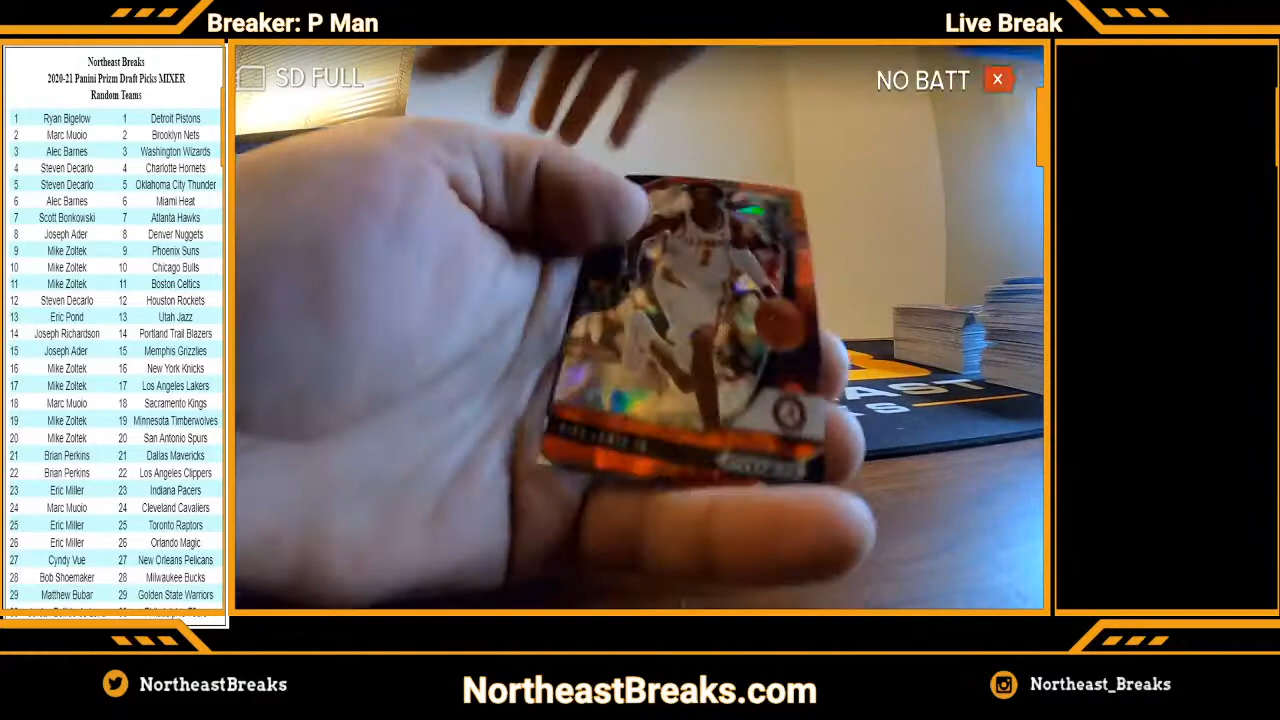 Breaker: P Man
Live Break
Northeast Breaks
2020-21 Panini Prizm Draft Picks MIXER
Random Teams
1 Ryan Bigelow 1 Detroit Pistons
2 Marc Muoio 2 Brooklyn Nets
3 Alec Barnes 3 Washington Wizards
4 Steven Decarlo 4 Charlotte Hornets
5 Steven Decarlo 5 Oklahoma City Thunder
6 Alec Barnes 6 Miami Heat
7 Scott Bonkowski 7 Atlanta Hawks
8 Joseph Ader 8 Denver Nuggets
9 Mike Zoltek 9 Phoenix Suns
10 Mike Zoltek 10 Chicago Bulls
11 Mike Zoltek 11 Boston Celtics
12 Steven Decarlo 12 Houston Rockets
13 Eric Pond 13 Utah Jazz
14 Joseph Richardson 14 Portland Trail Blazers
15 Joseph Ader 15 Memphis Grizzlies
16 Mike Zoltek 16 New York Knicks
17 Mike Zoltek 17 Los Angeles Lakers
18 Marc Muoio 18 Sacramento Kings
19 Mike Zoltek 19 Minnesota Timberwolves
20 Mike Zoltek 20 San Antonio Spurs
21 Brian Perkins 21 Dallas Mavericks
22 Brian Perkins 22 Los Angeles Clippers
23 Eric Miller 23 Indiana Pacers
24 Marc Muoio 24 Cleveland Cavaliers
25 Eric Miller 25 Toronto Raptors
26 Eric Miller 26 Orlando Magic
27 Cyndy Vue 27 New Orleans Pelicans
28 Bob Shoemaker 28 Milwaukee Bucks
29 Matthew Bubar 29 Golden State Warriors
SD FULL
NO BATT
NortheastBreaks
NortheastBreaks.com
Northeast_Breaks